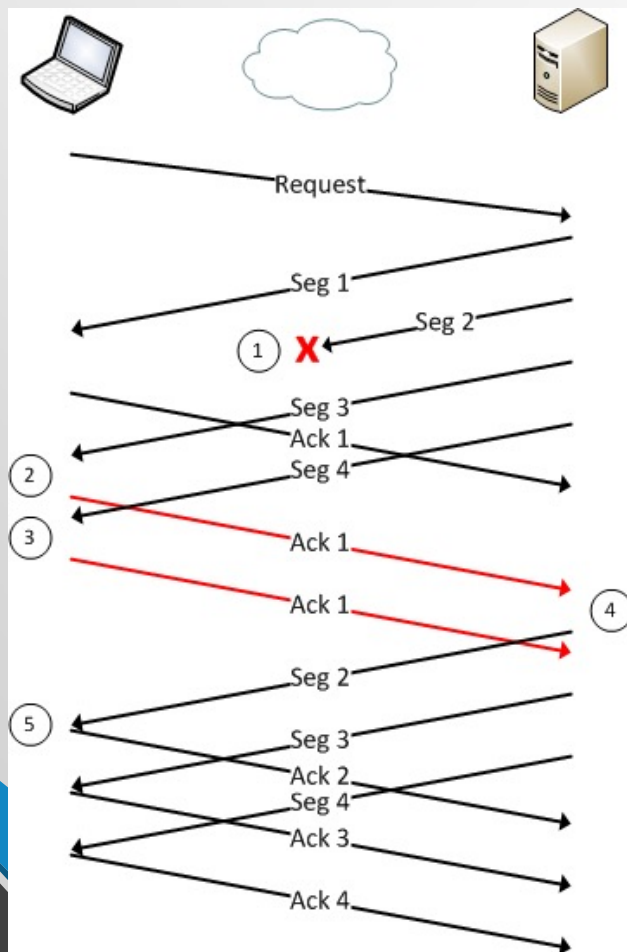 Request
Seg 1
Seg 2
1
X
Seg 3
Ack 1
2
Seg 4
3
Ack 1
Ack 1
4
Seg 2
5
Seg 3
Ack 2
Seg 4
Ack 3
Ack 4